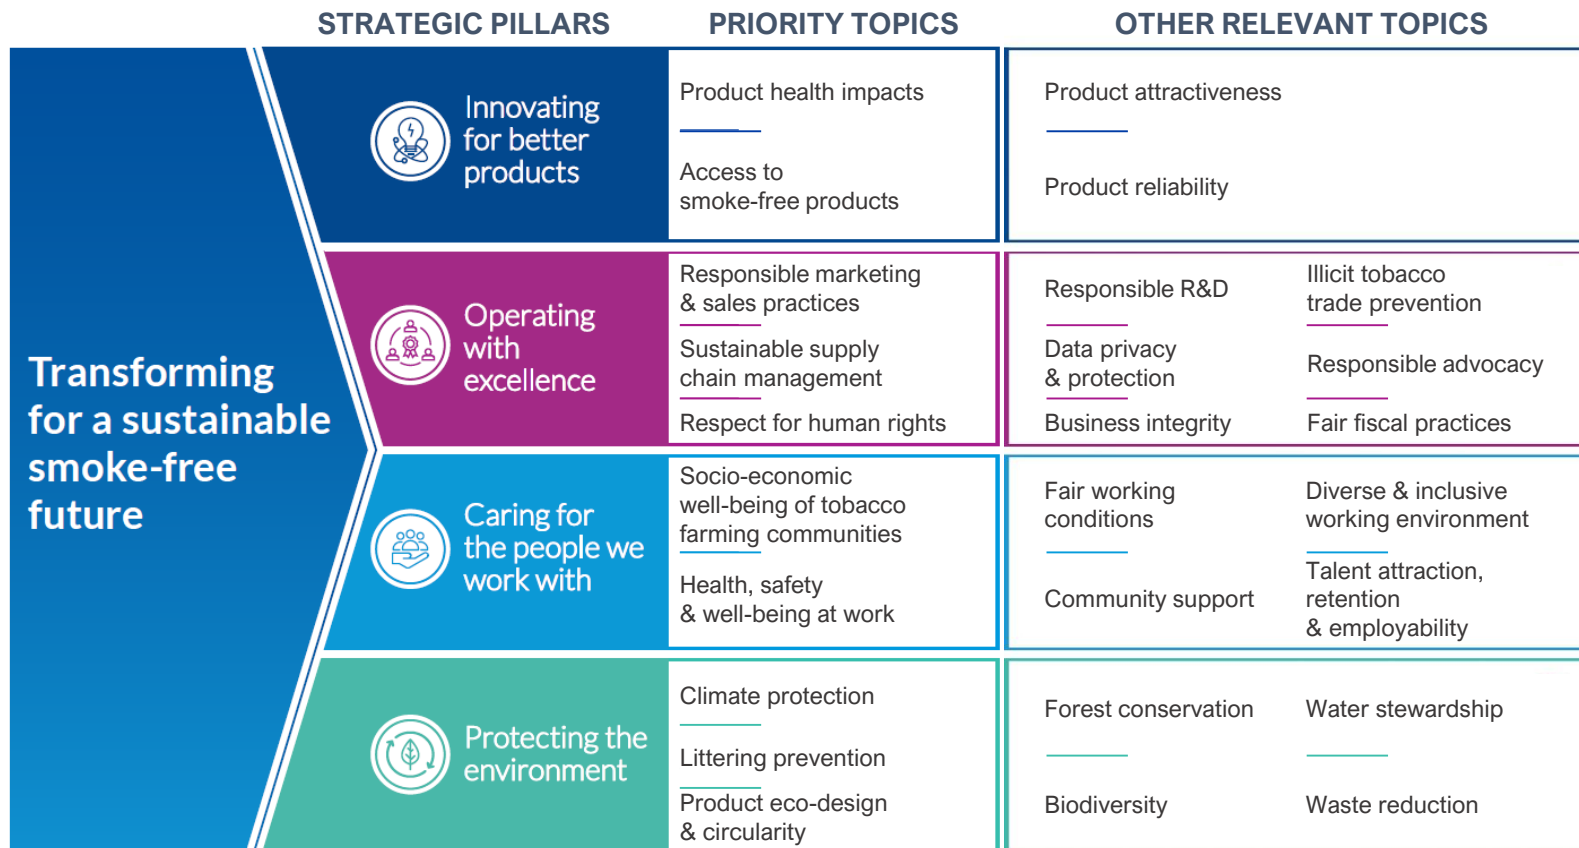 STRATEGIC PILLARS
PRIORITY TOPICS
OTHER RELEVANT TOPICS
Transforming
for a sustainable
smoke-free
future
Innovating
for better
products
Product health impacts
Access to
smoke-free products
Product attractiveness
Product reliability
Operating
with
excellence
Responsible marketing
& sales practices
Sustainable supply
chain management
Respect for human rights
Responsible R&D
Data privacy
& protection
Business integrity
Illicit tobacco
trade prevention
Responsible advocacy
Fair fiscal practices
Caring for
the people we
work with
Socio-economic
well-being of tobacco
farming communities
Health, safety
& well-being at work
Fair working
conditions
Community support
Diverse & inclusive
working environment
Talent attraction,
retention
& employability
Protecting the
environment
Climate protection
Littering prevention
Product eco-design
& circularity
Forest conservation
Biodiversity
Water stewardship
Waste reduction